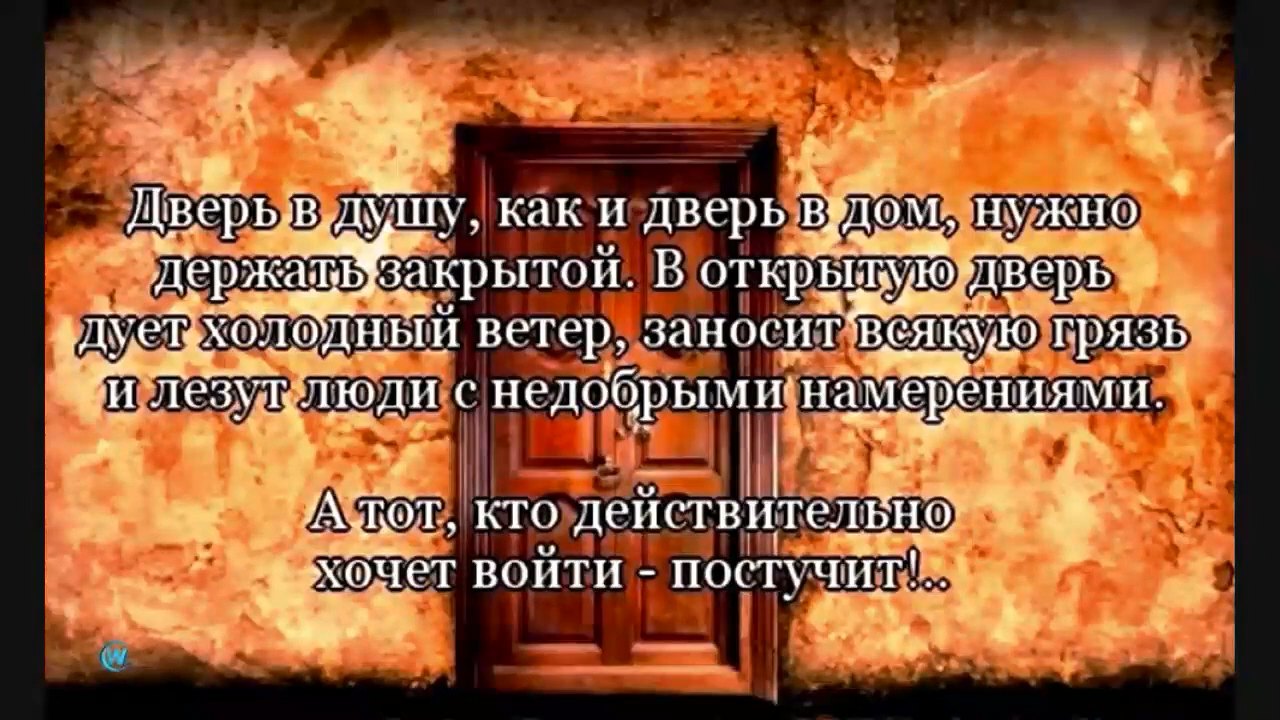 Дверь в душу, как и дверь в дом, нужно
держать закрытой. В открытую дверь
дует холодный ветер, заносит всякую грязь
и лезут люди с недобрыми намерениями.
А тот, кто действительно
хочет войти - постучит!..
W